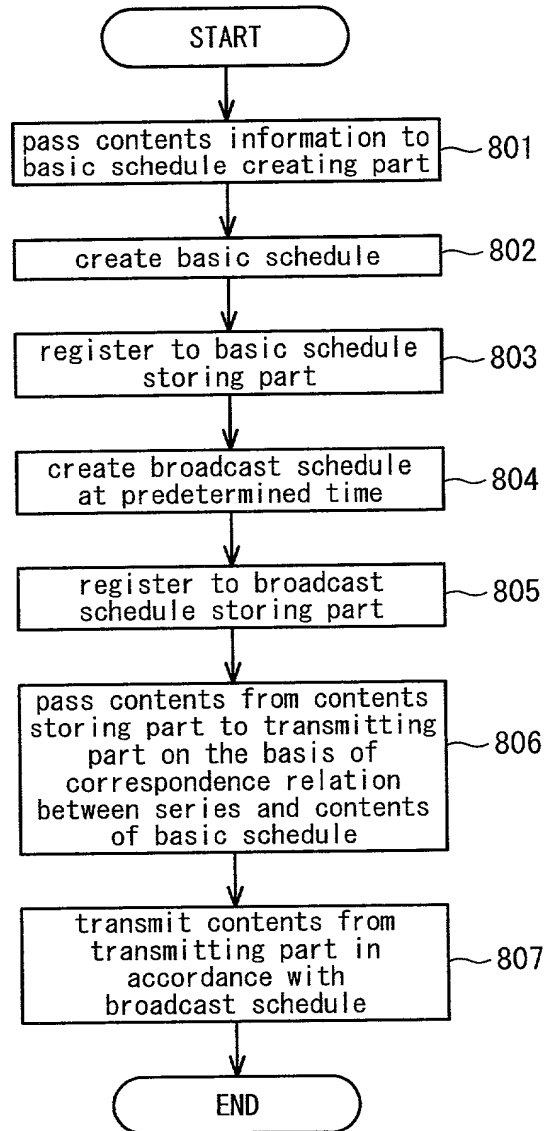 START
pass contents information to
basic schedule creating part
801
create basic schedule
802
register to basic schedule
storing part
803
create broadcast schedule
at predetermined time
804
register to broadcast
schedule storing part
805
pass contents from contents
storing part to transmitting
part on the basis of
correspondence relation
between series and contents
of basic schedule
806
transmit contents from
transmitting part in
accordance with
broadcast schedule
807
END